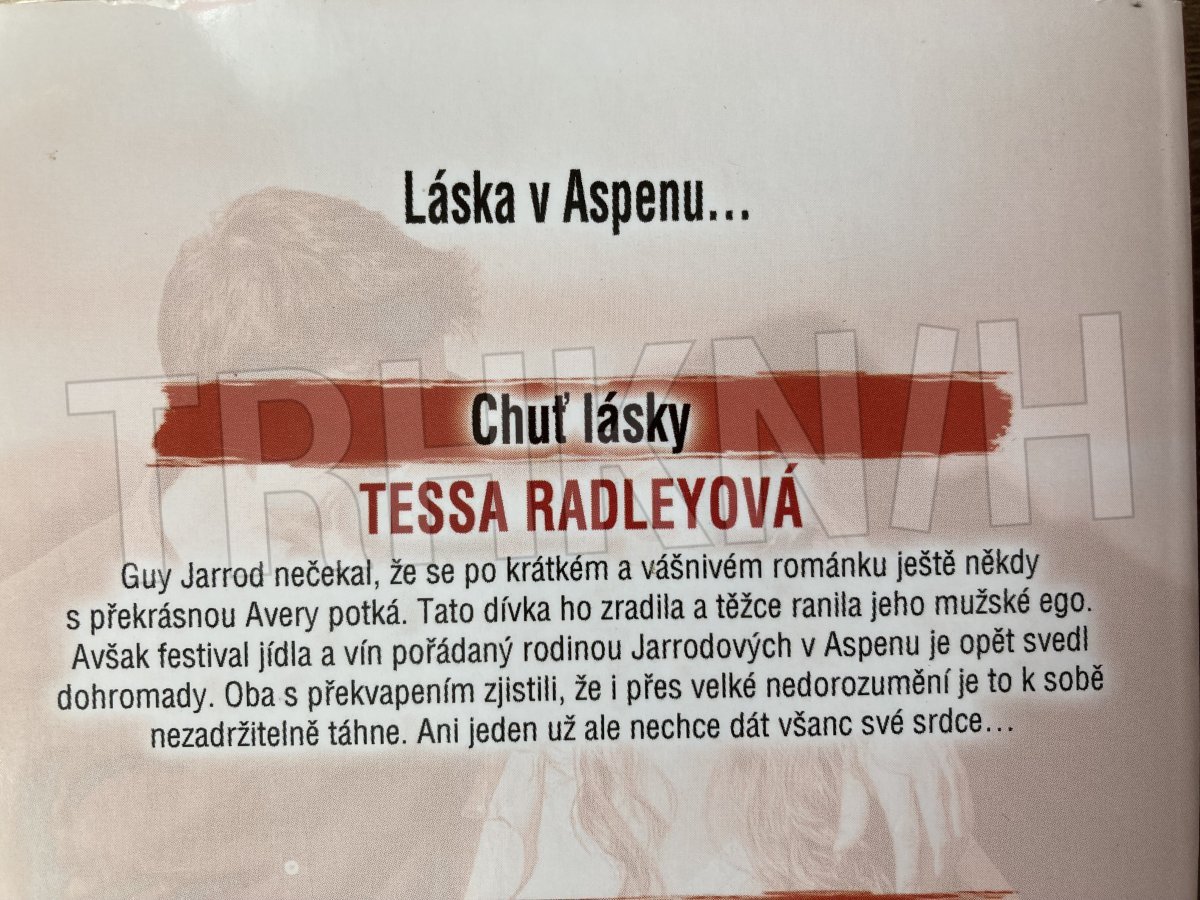 Láska v Aspenu...
Chuť lásky
TESSA RADLEYOVÁ
Guy Jarrod nečekal, že se po krátkém a vášnivém románku ještě někdy
s překrásnou Avery potká. Tato dívka ho zradila a těžce ranila jeho mužské ego.
Avšak festival jídla a vín pořádaný rodinou Jarrodových v Aspenu je opět svedl
dohromady. Oba s překvapením zjistili, že i přes velké nedorozumění je to k sobě
nezadržitelně táhne. Ani jeden už ale nechce dát všanc své srdce...
TRHKN/H